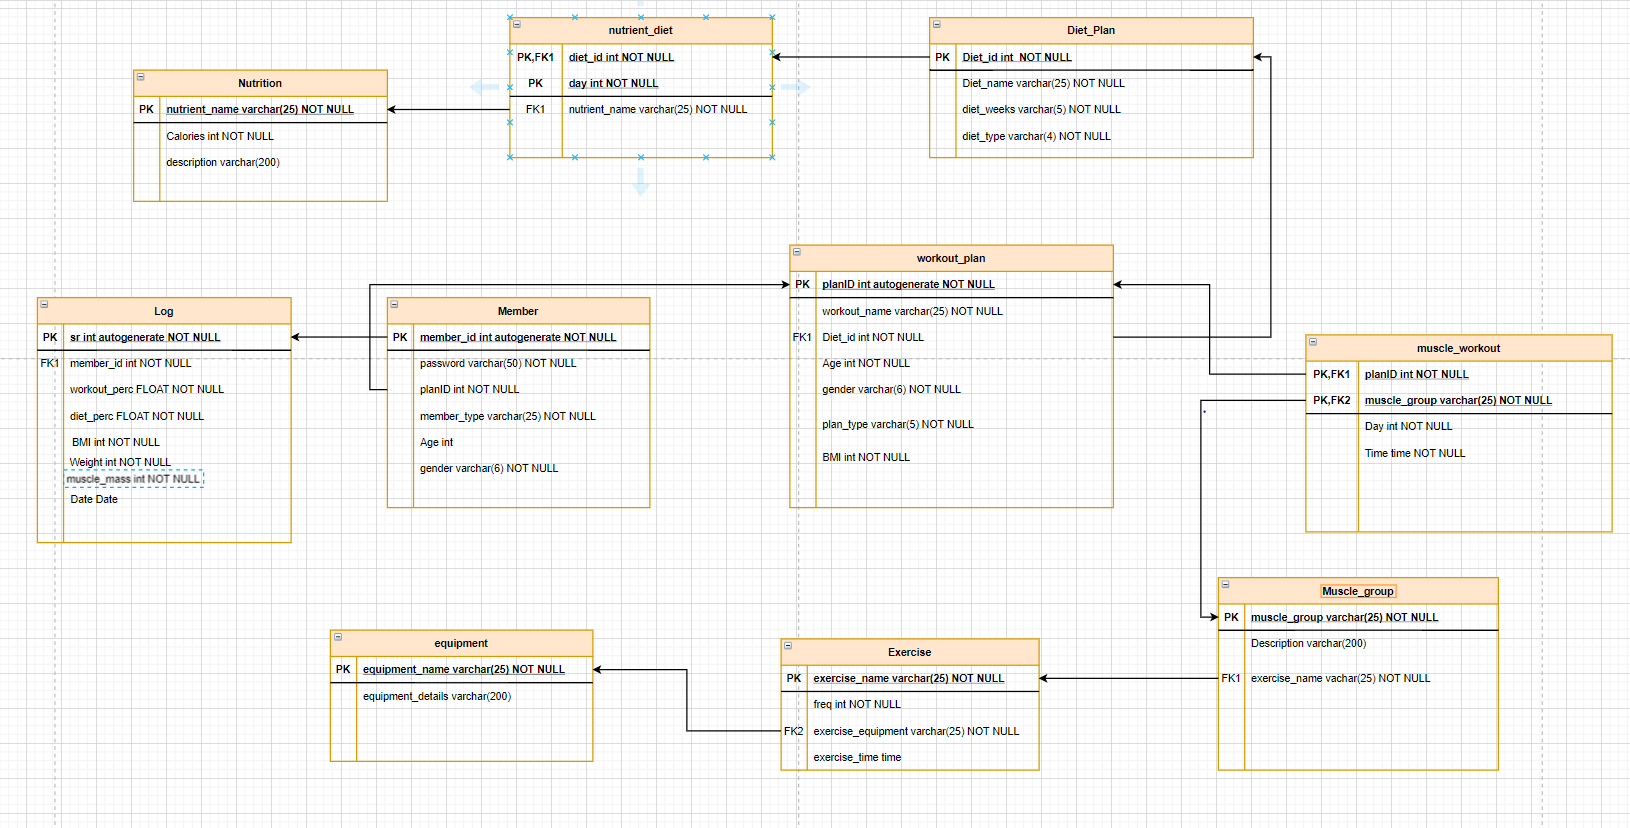 nutrient_diet
PK,FK1 diet_id int NOT NULL
PK day int NOT NULL
FK1 nutrient_name varchar(25) NOT NULL
Diet_Plan
PK Diet_id int NOT NULL
Diet_name varchar(25) NOT NULL
diet_weeks varchar(5) NOT NULL
diet_type varchar(4) NOT NULL
Nutrition
PK nutrient_name varchar(25) NOT NULL
Calories int NOT NULL
description varchar(200)
workout_plan
PK planID int autogenerate NOT NULL
workout_name varchar(25) NOT NULL
FK1 Diet_id int NOT NULL
Age int NOT NULL
gender varchar(6) NOT NULL
plan_type varchar(5) NOT NULL
BMI int NOT NULL
Log
PK sr int autogenerate NOT NULL
FK1 member_id int NOT NULL
workout_perc FLOAT NOT NULL
diet_perc FLOAT NOT NULL
BMI int NOT NULL
Weight int NOT NULL
muscle_mass int NOT NULL
Date Date
Member
PK member_id int autogenerate NOT NULL
password varchar(50) NOT NULL
planID int NOT NULL
member_type varchar(25) NOT NULL
Age int
gender varchar(6) NOT NULL
muscle_workout
PK,FK1 planID int NOT NULL
PK,FK2 muscle_group varchar(25) NOT NULL
Day int NOT NULL
Time time NOT NULL
Muscle_group
PK muscle_group varchar(25) NOT NULL
Description varchar(200)
FK1 exercise_name vachar(25) NOT NULL
equipment
PK equipment_name varchar(25) NOT NULL
equipment_details varchar(200)
Exercise
PK exercise_name varchar(25) NOT NULL
freq int NOT NULL
FK2 exercise_equipment varchar(25) NOT NULL
exercise_time time